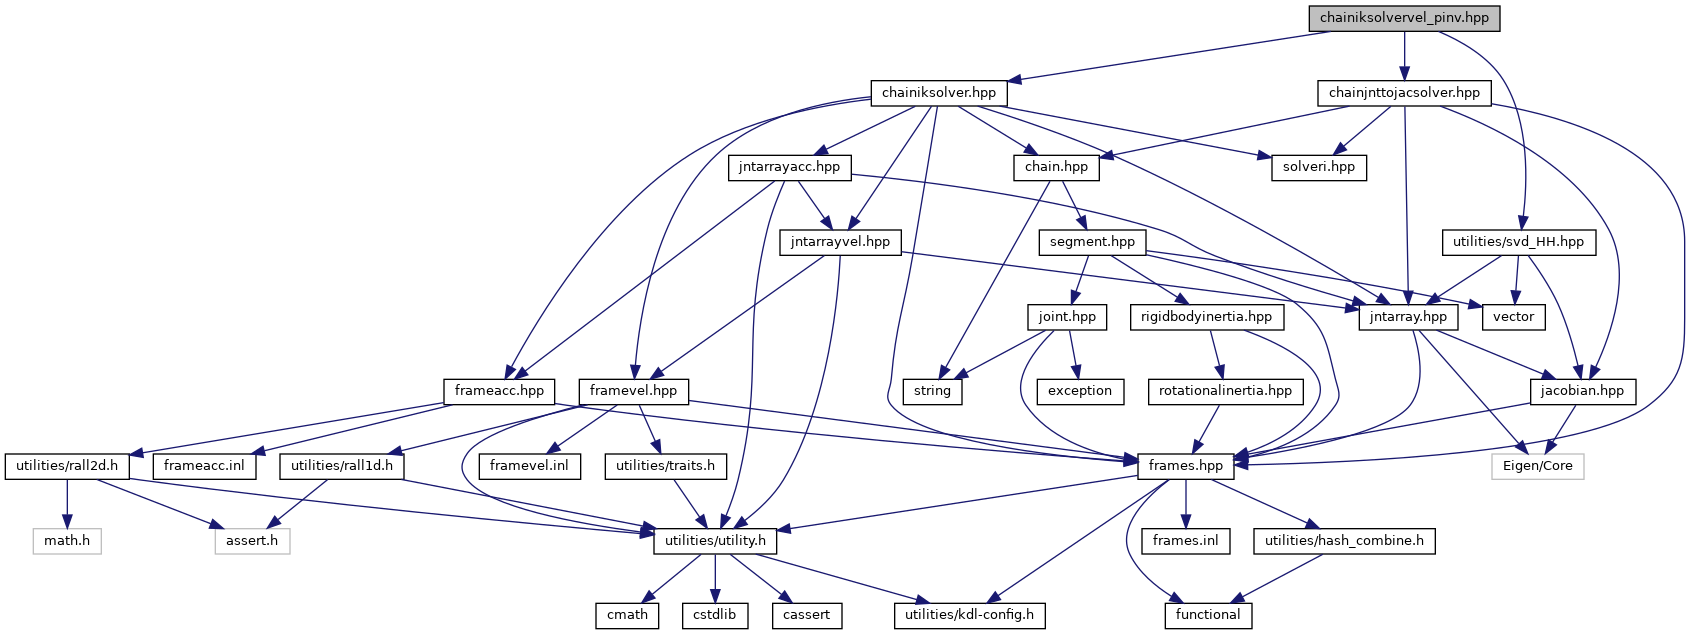 chainiksolvervel_pinv.hpp
chainiksolver.hpp
chainjnttojacsolver.hpp
jntarrayacc.hpp
chain.hpp
solveri.hpp
jntarrayvel.hpp
segment.hpp
utilities/svd_HH.hpp
joint.hpp
rigidbodyinertia.hpp
jntarray.hpp
vector
frameacc.hpp
framevel.hpp
string
exception
rotationalinertia.hpp
jacobian.hpp
utilities/rall2d.h
frameacc.inl
utilities/rall1d.h
framevel.inl
utilities/traits.h
frames.hpp
Eigen/Core
math.h
assert.h
utilities/utility.h
frames.inl
utilities/hash_combine.h
cmath
cstdlib
cassert
utilities/kdl-config.h
functional